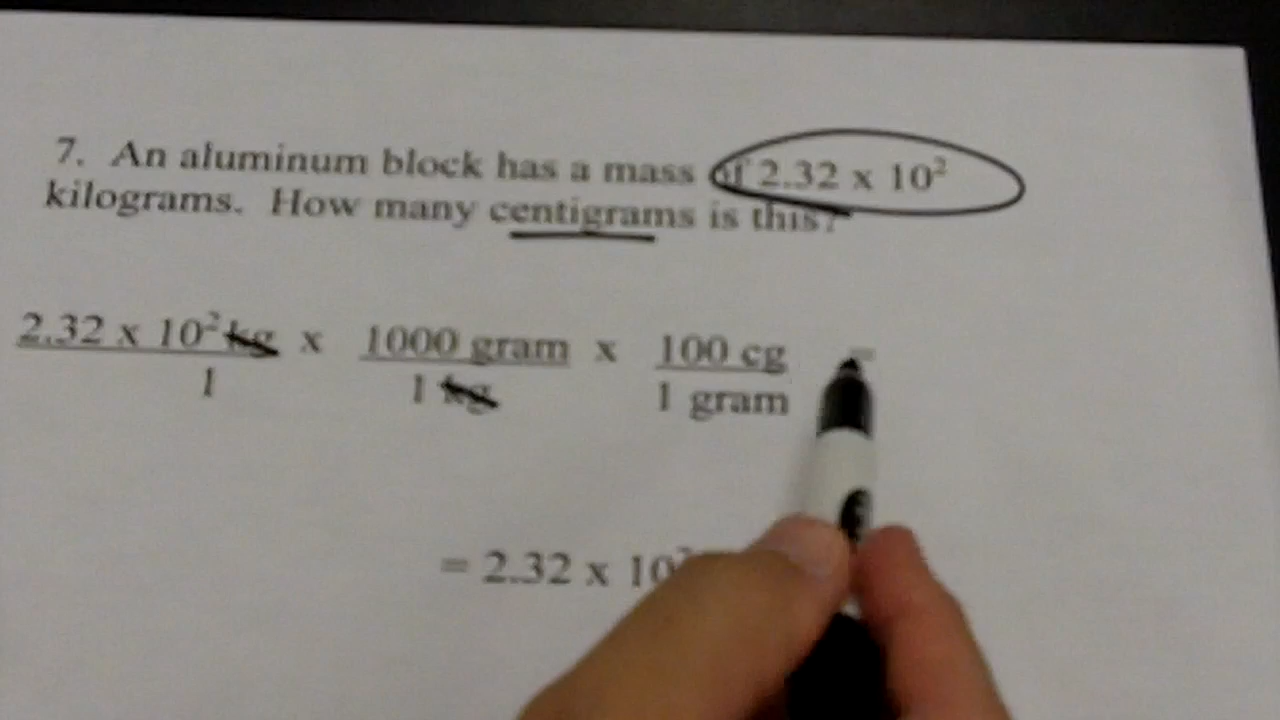 7. An aluminum block has a mass of 2.32 x 10²
kilograms. How many centigrams is this?
2.32 x 10² kg x 1000 gram x 100 cg =
1 1 kg 1 gram
= 2.32 x 10